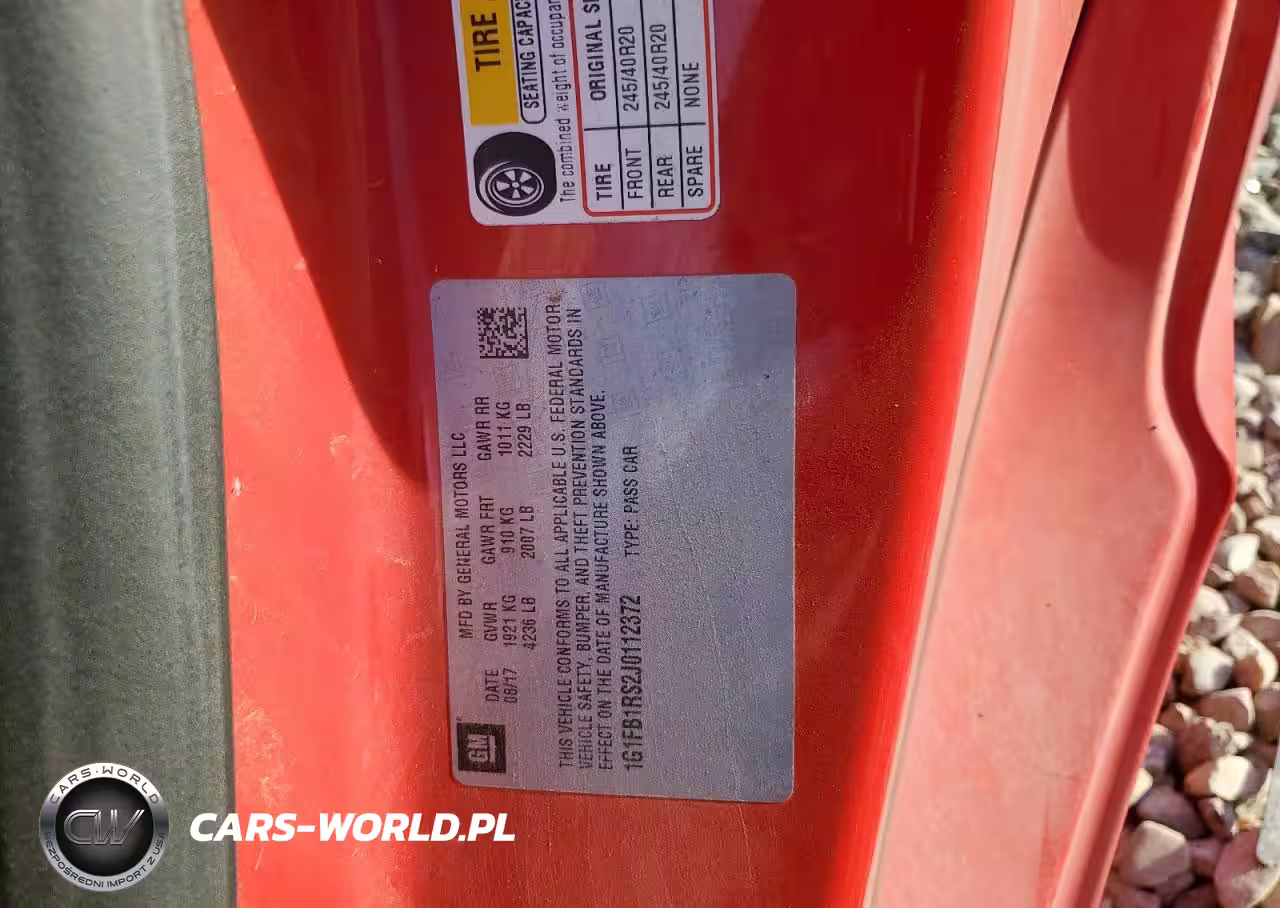 TIRE
SEATING CAPAC
The combined weight of occupan
TIRE ORIGINAL SI
FRONT 245/40R20
REAR 245/40R20
SPARE NONE
MFD BY GENERAL MOTORS LLC
DATE GVWR GAWR FRT GAWR RR
08/17 1921 KG 910 KG 1011 KG
4236 LB 2007 LB 2229 LB
GM
THIS VEHICLE CONFORMS TO ALL APPLICABLE U.S. FEDERAL MOTOR
VEHICLE SAFETY, BUMPER, AND THEFT PREVENTION STANDARDS IN
EFFECT ON THE DATE OF MANUFACTURE SHOWN ABOVE.
1G1FB1RS2J0112372 TYPE: PASS CAR
CARS-WORLD
CW
BEZPOŚREDNI IMPORT Z USA
CARS-WORLD.PL